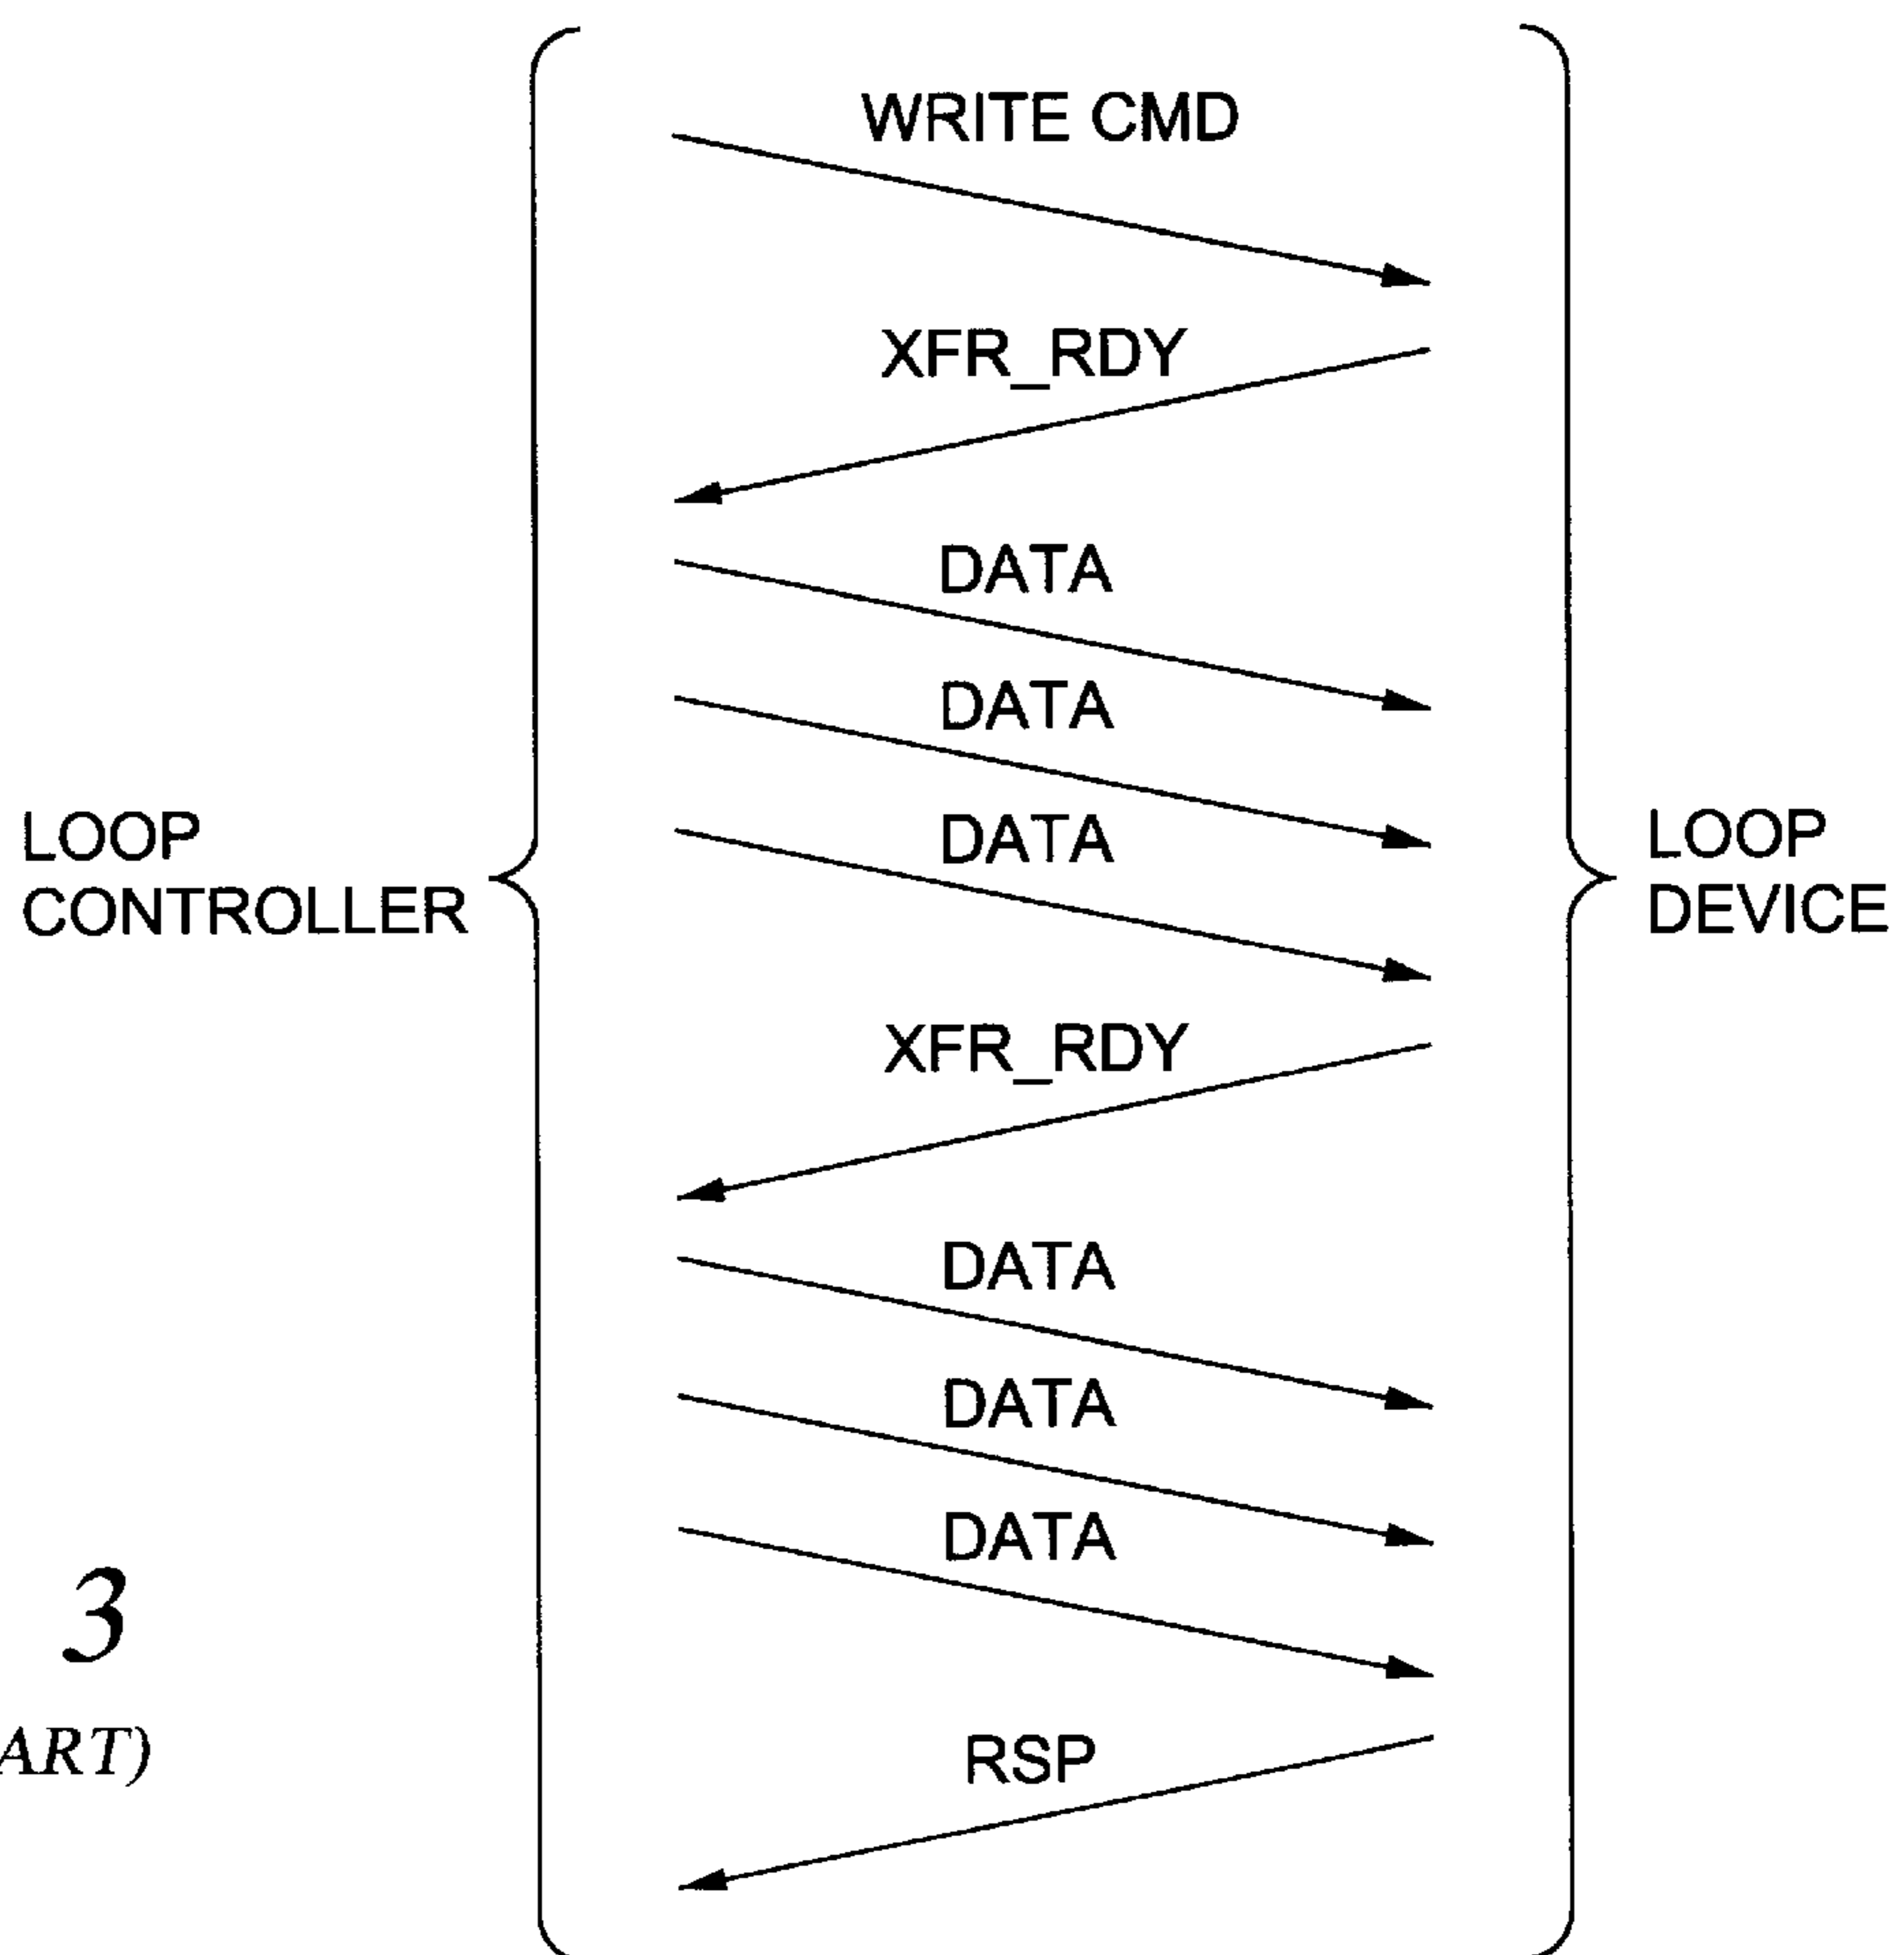 WRITE CMD
XFR_RDY
DATA
DATA
DATA
LOOP
CONTROLLER
LOOP
DEVICE
XFR_RDY
DATA
DATA
DATA
3
ART)
RSP